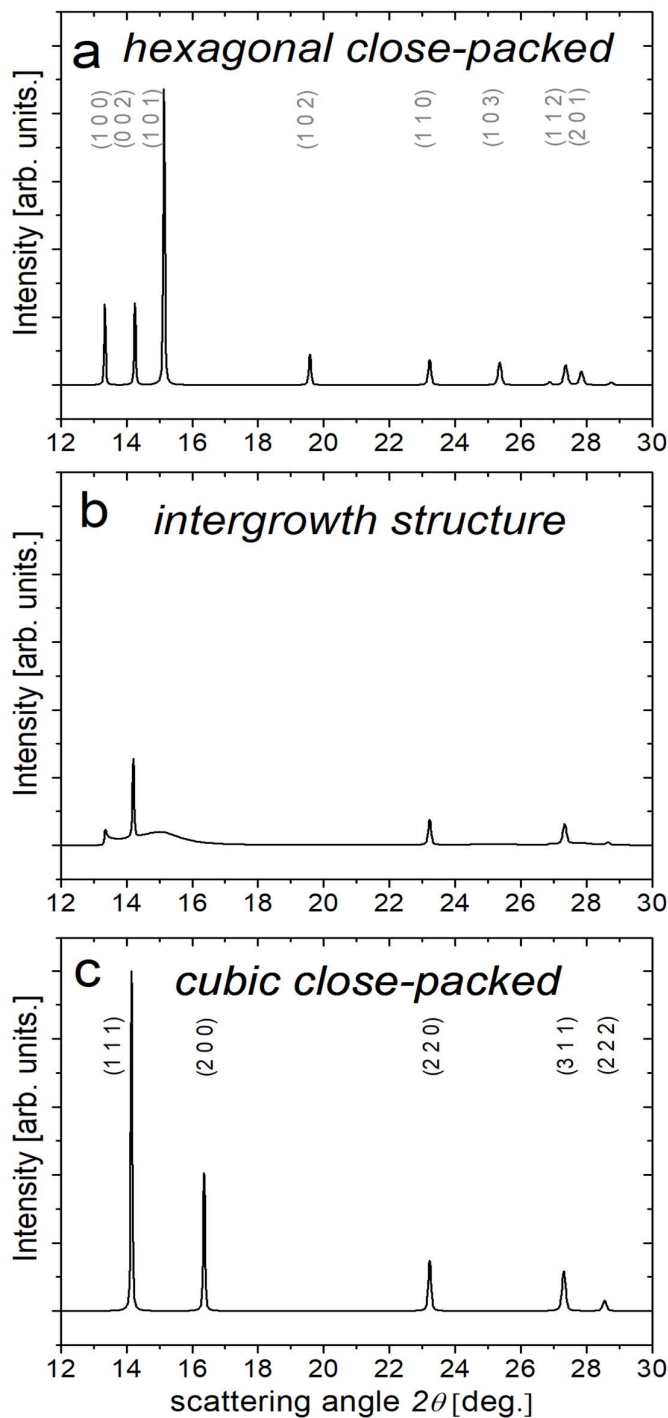 a hexagonal close-packed
(1 0 0)
(0 0 2)
(1 0 1)
(1 0 2)
(1 1 0)
(1 0 3)
(1 1 2)
(2 0 1)
Intensity [arb. units.]
12 14 16 18 20 22 24 26 28 30
b intergrowth structure
Intensity [arb. units.]
12 14 16 18 20 22 24 26 28 30
c cubic close-packed
(1 1 1)
(2 0 0)
(2 2 0)
(3 1 1)
(2 2 2)
Intensity [arb. units.]
12 14 16 18 20 22 24 26 28 30
scattering angle 2θ [deg.]